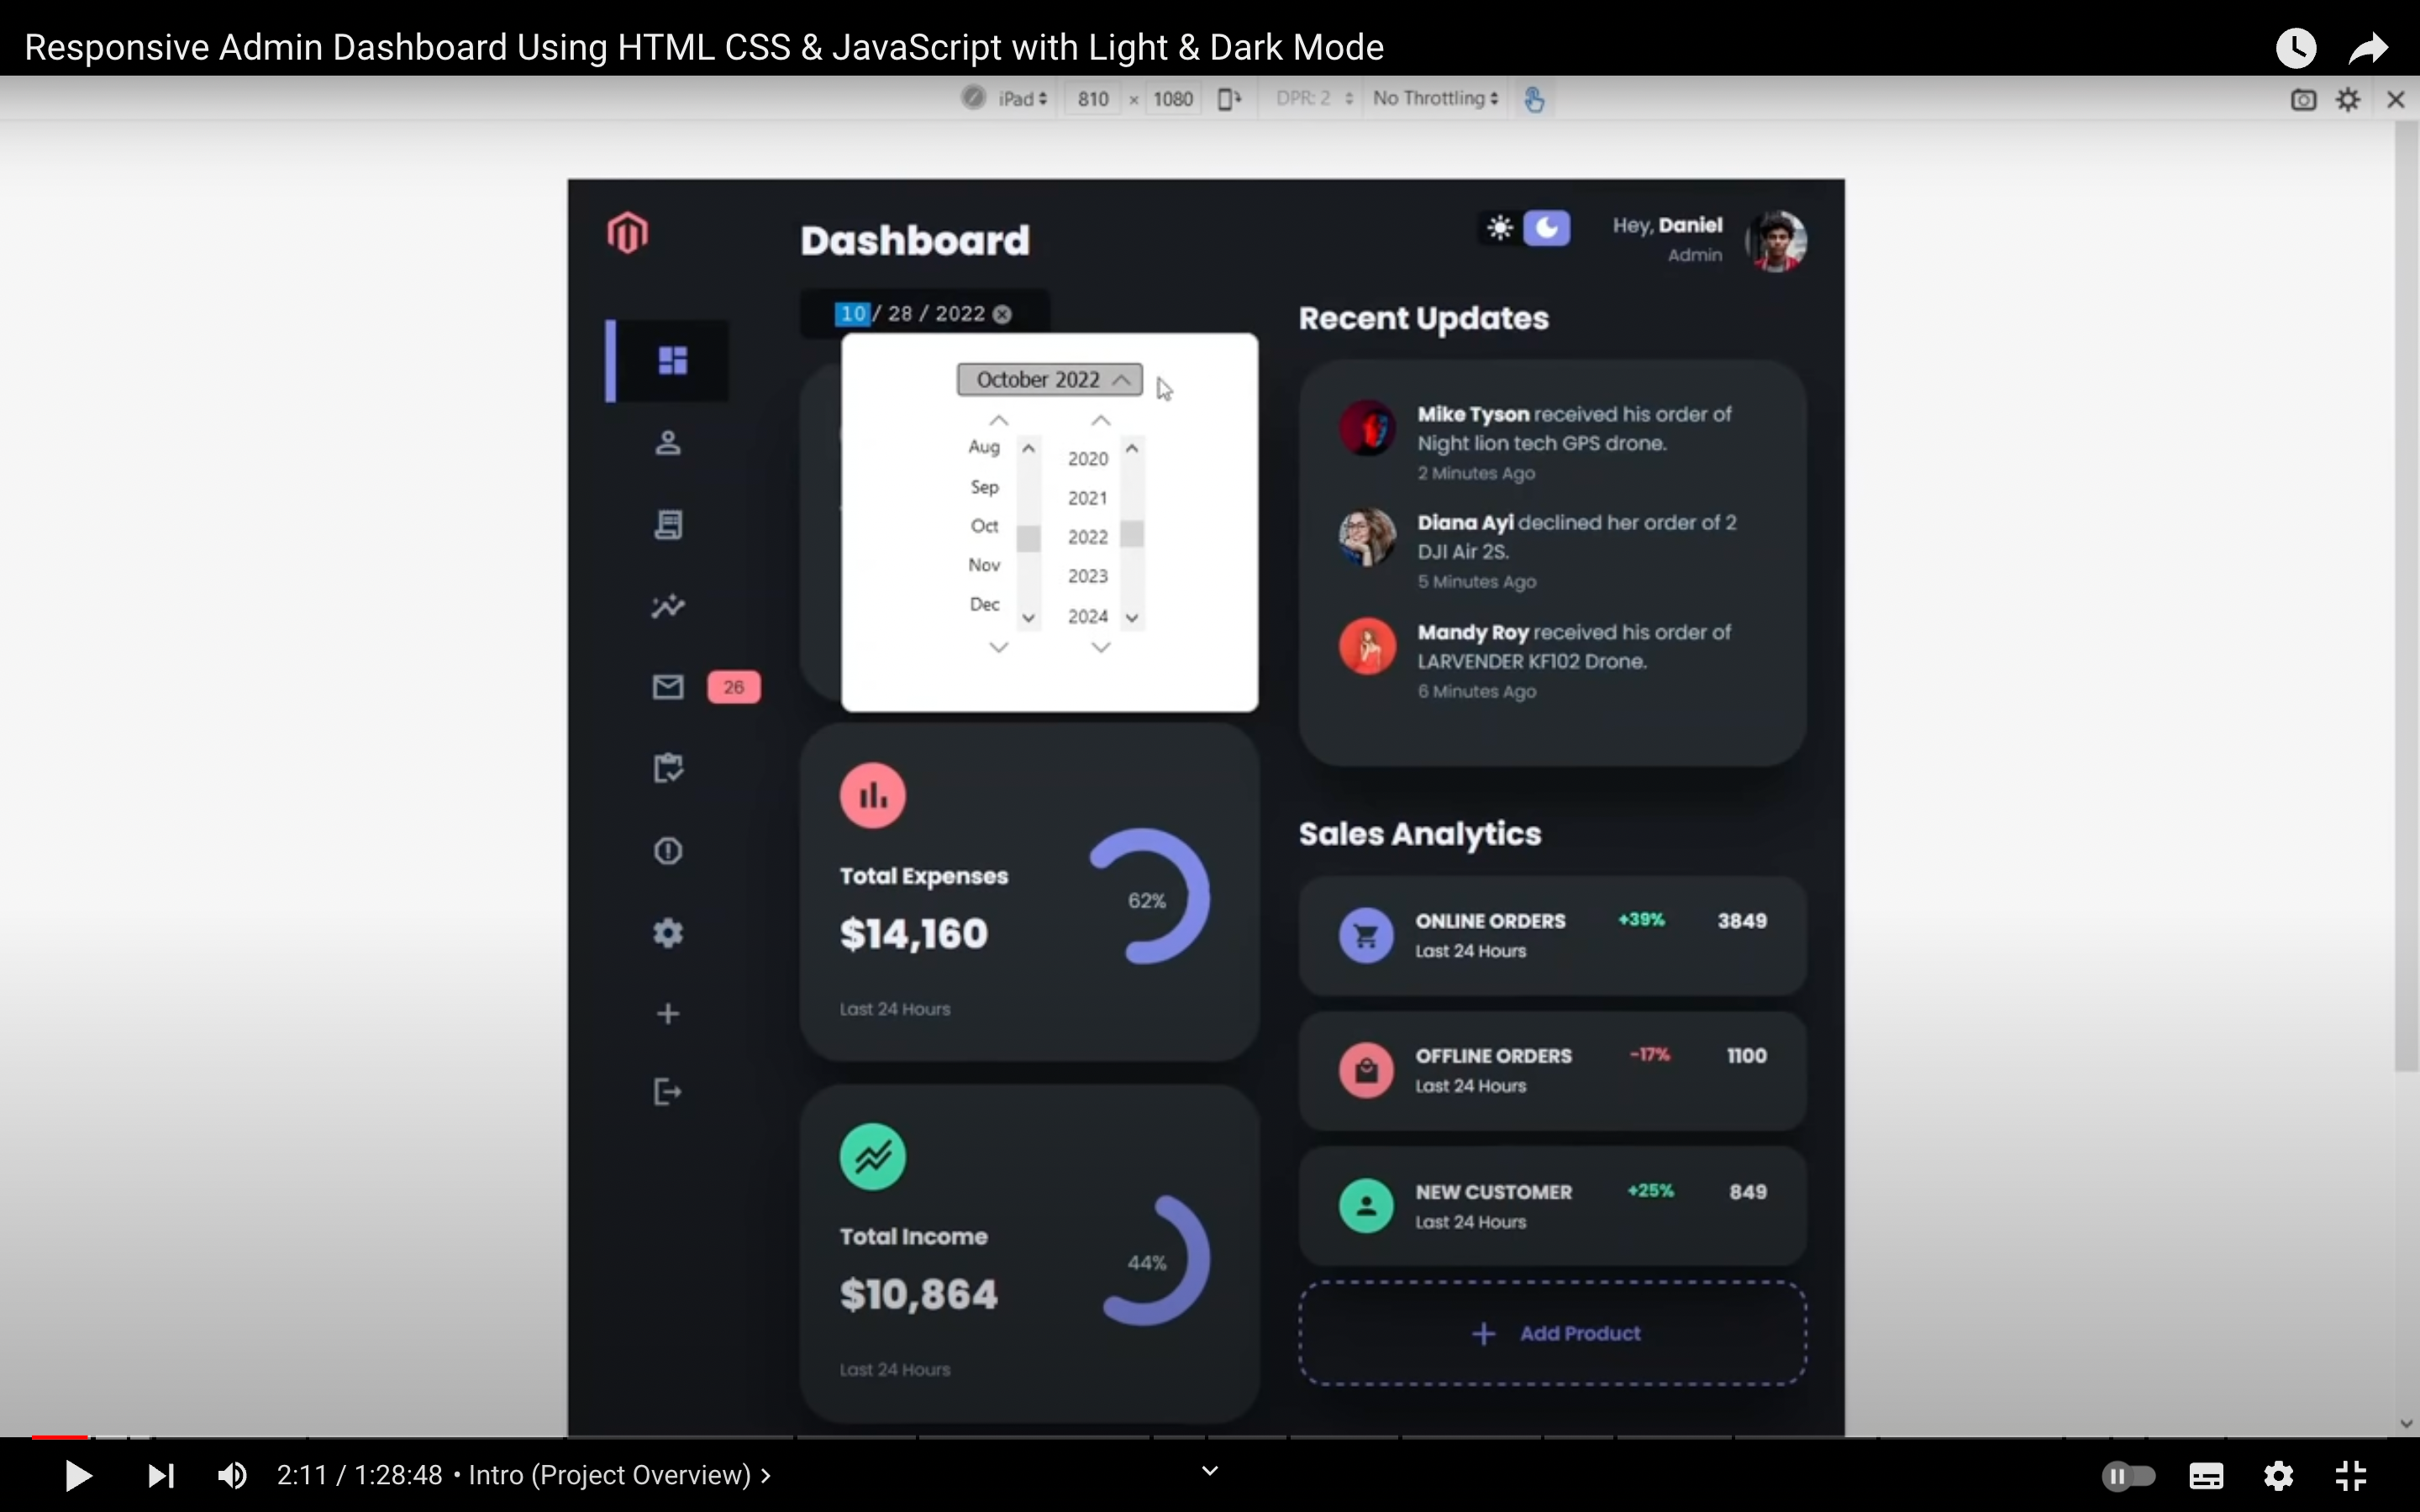 Responsive Admin Dashboard Using HTML CSS & JavaScript with Light & Dark Mode
iPad 810 × 1080 DPR: 2 No Throttling
Dashboard
Hey, Daniel
Admin
10 / 28 / 2022
October 2022
Aug
Sep
Oct
Nov
Dec
2020
2021
2022
2023
2024
26
Total Expenses
$14,160
62%
Last 24 Hours
Total Income
$10,864
44%
Last 24 Hours
Recent Updates
Mike Tyson received his order of
Night lion tech GPS drone.
2 Minutes Ago
Diana Ayi declined her order of 2
DJI Air 2S.
5 Minutes Ago
Mandy Roy received his order of
LARVENDER KF102 Drone.
6 Minutes Ago
Sales Analytics
ONLINE ORDERS +39% 3849
Last 24 Hours
OFFLINE ORDERS -17% 1100
Last 24 Hours
NEW CUSTOMER +25% 849
Last 24 Hours
+ Add Product
2:11 / 1:28:48 • Intro (Project Overview) >